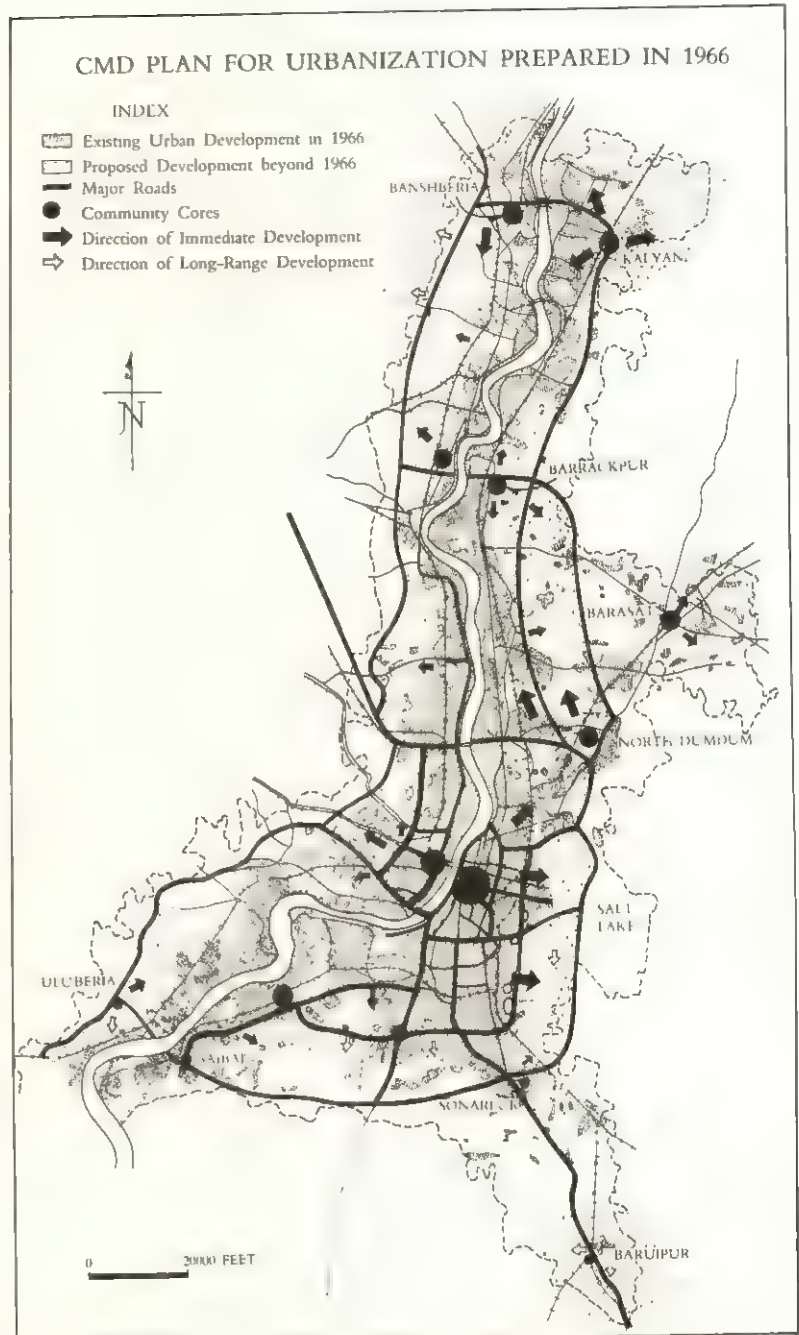 CMD PLAN FOR URBANIZATION PREPARED IN 1966
INDEX
Existing Urban Development in 1966
Proposed Development beyond 1966
Major Roads
Community Cores
Direction of Immediate Development
Direction of Long-Range Development
BANSHBERIA
KALYANI
N
BARRACKPUR
BARASAT
NORTH DUMDUM
SALT
LAKE
ULUBERIA
BARUIPUR
0 20000 FEET